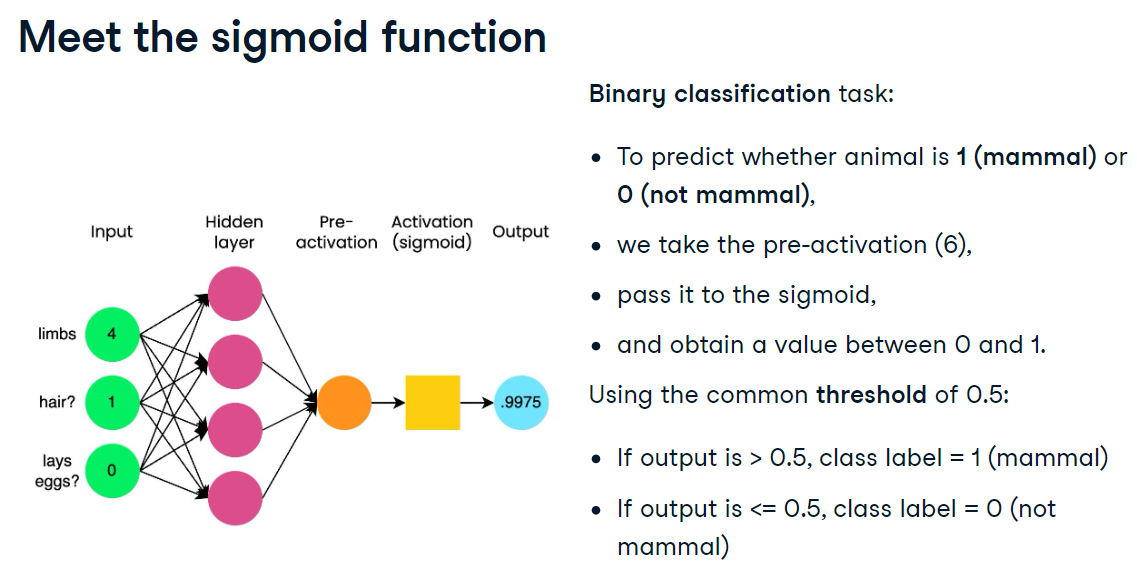 Meet the sigmoid function
Binary classification task:
• To predict whether animal is 1 (mammal) or
0 (not mammal),
• we take the pre-activation (6),
• pass it to the sigmoid,
• and obtain a value between 0 and 1.
Using the common threshold of 0.5:
• If output is > 0.5, class label = 1 (mammal)
• If output is <= 0.5, class label = 0 (not
mammal)
Input
Hidden
layer
Pre-
activation
Activation
(sigmoid)
Output
limbs
4
hair?
1
lays
eggs?
0
.9975